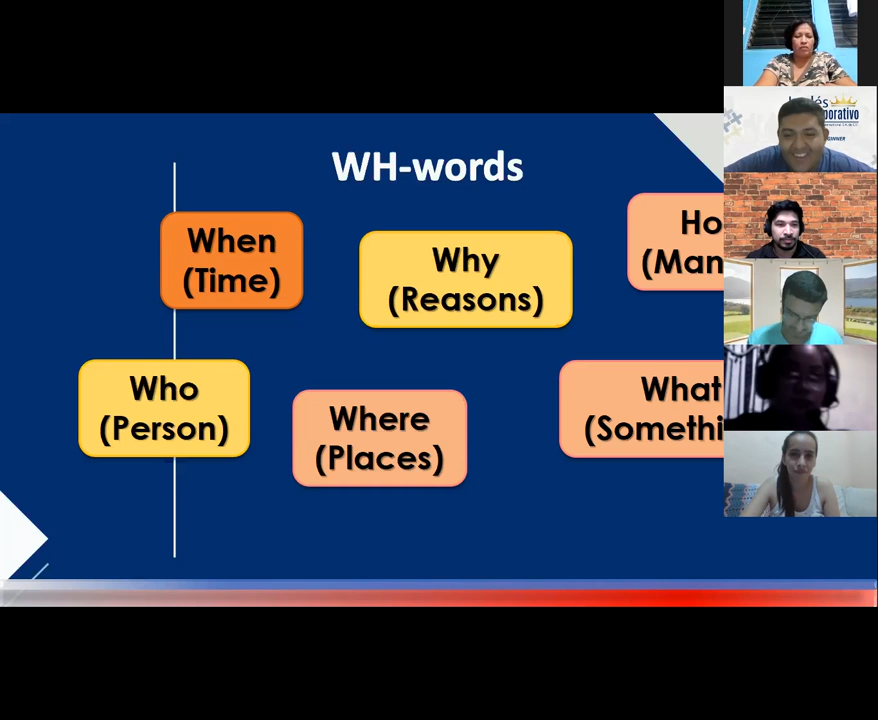 WH-words
When
(Time)
Why
(Reasons)
Ho
(Man
Who
(Person)
Where
(Places)
What
(Somethi